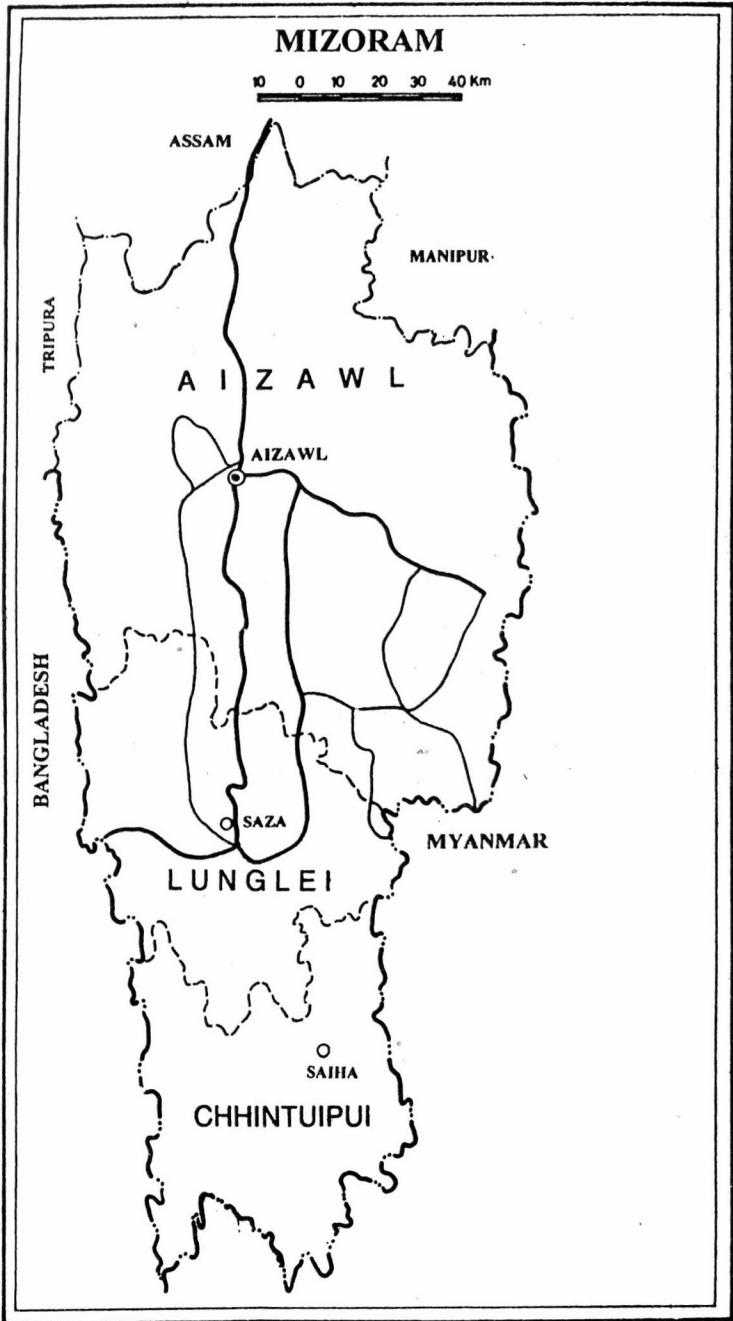 MIZORAM
10 0 10 20 30 40 Km
ASSAM
MANIPUR
TRIPURA
AIZAWL
AIZAWL
BANGLADESH
SAZA
MYANMAR
LUNGLEI
SAIHA
CHHINTUIPUI